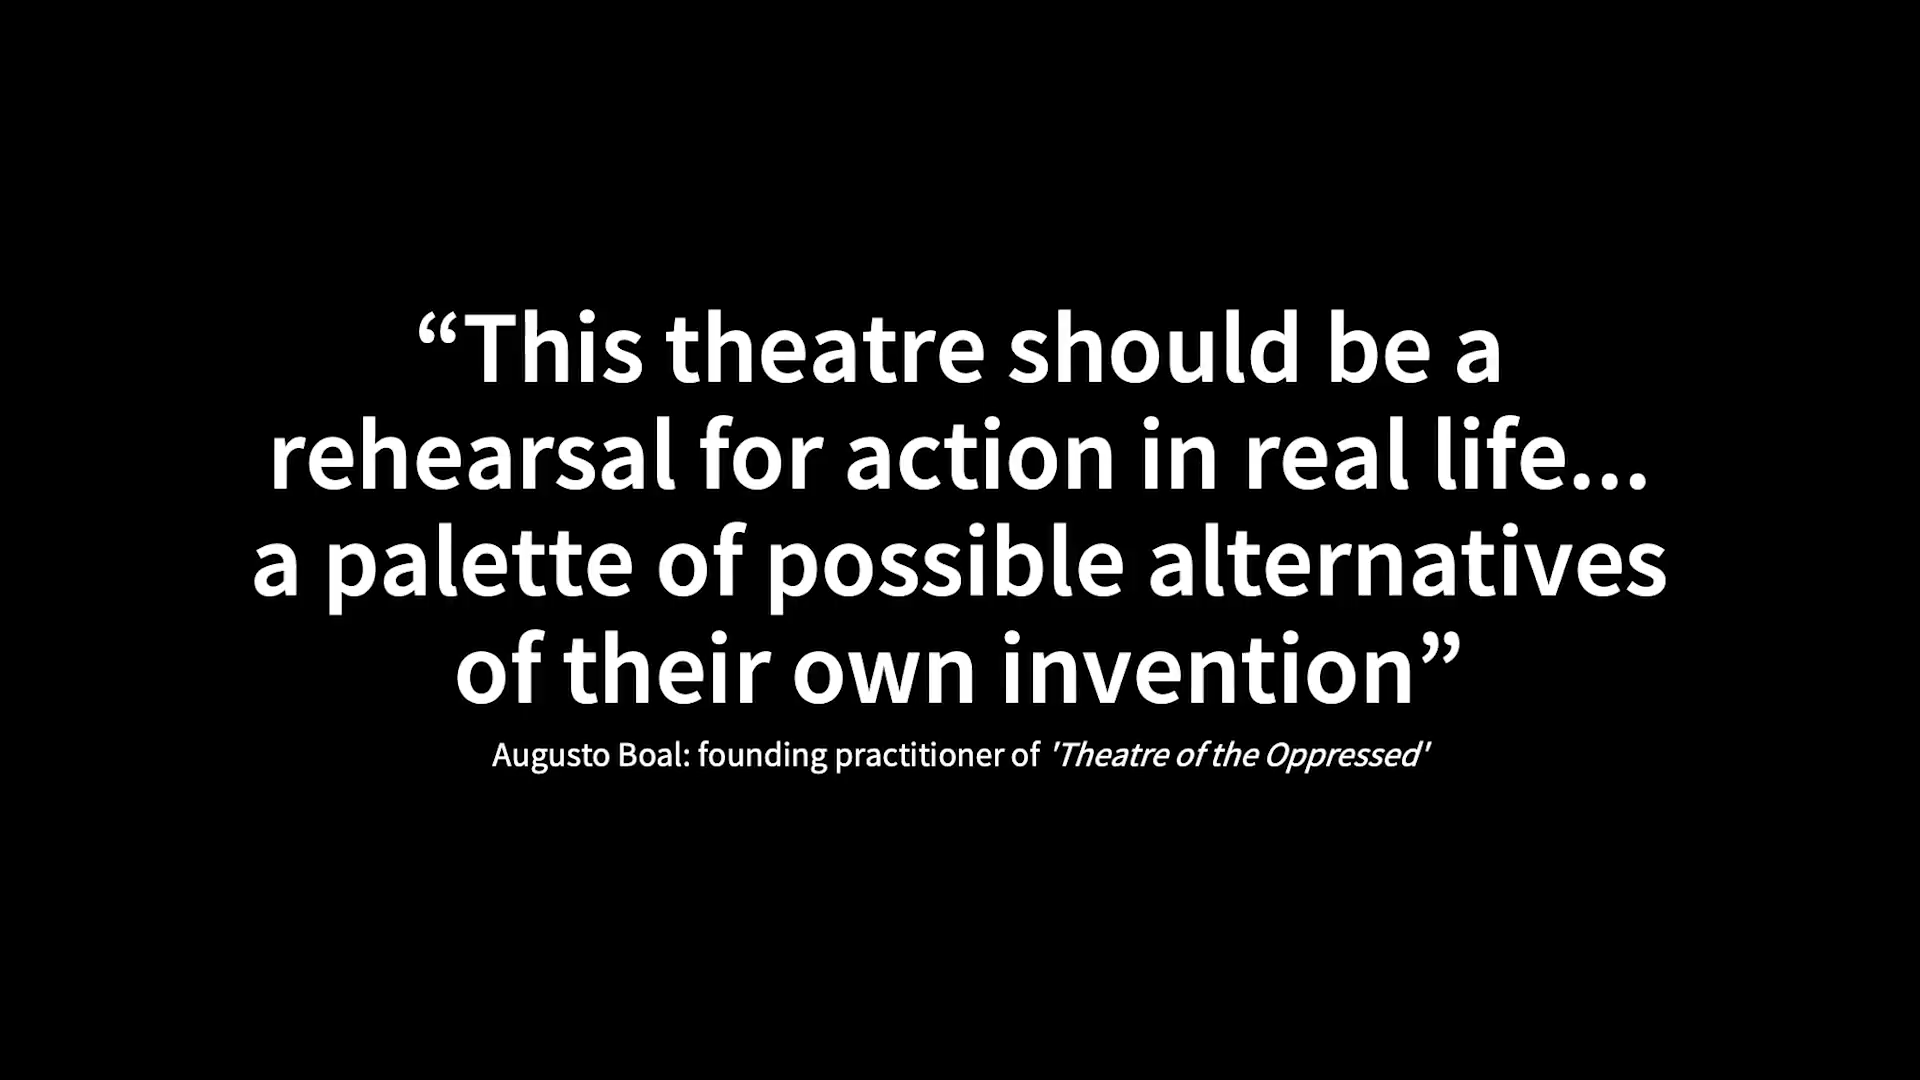 “This theatre should be a
rehearsal for action in real life...
a palette of possible alternatives
of their own invention”
Augusto Boal: founding practitioner of 'Theatre of the Oppressed'